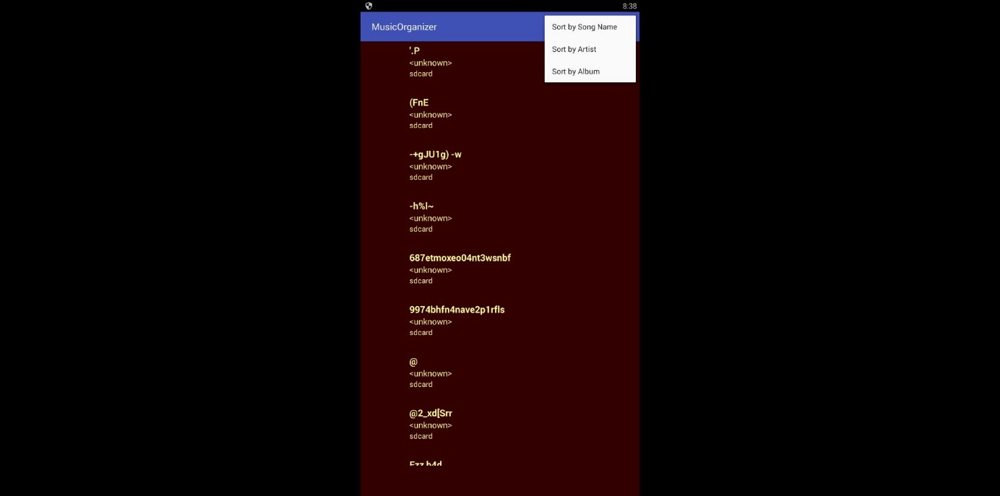 8:38
MusicOrganizer
Sort by Song Name
Sort by Artist
Sort by Album
'.P
<unknown>
sdcard
(FnE
<unknown>
sdcard
-+gJU1g) -w
<unknown>
sdcard
-h%l~
<unknown>
sdcard
687etmoxeo04nt3wsnbf
<unknown>
sdcard
9974bhfn4nave2p1rfls
<unknown>
sdcard
@
<unknown>
sdcard
@2_xd[Srr
<unknown>
sdcard